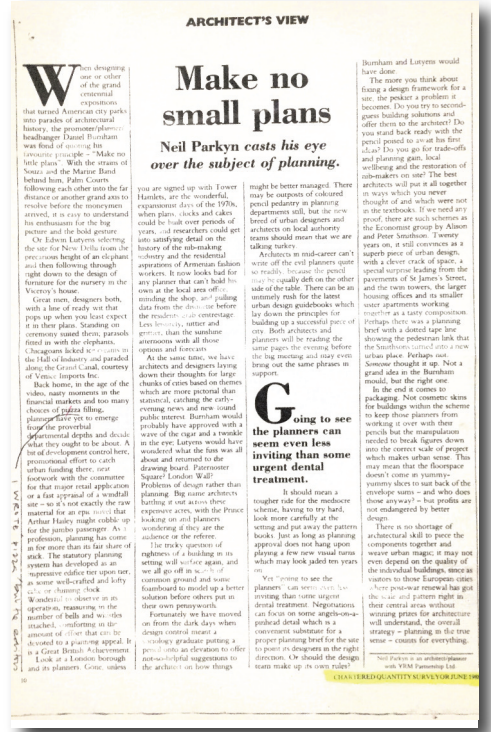 ARCHITECT'S VIEW
Make no
small plans
Neil Parkyn casts his eye
over the subject of planning.
When designing
one or other
of the grand
centennial
expositions
that turned American city parks
into parades of architectural
history, the promoter/planner
headhanger Daniel Burnham
was fond of quoting his
favourite principle – "Make no
little plans". With the strains of
Souza and the Marine Band
behind him, Palm Courts
following each other into the far
distance or another grand axis to
resolve before the moneymen
arrived, it is easy to understand
his enthusiasm for the big
picture and the bold gesture
Or Edwin Lutyens selecting
the site for New Delhi from the
precarious height of an elephant
and then following through
right down to the design of
furniture for the nursery in the
Viceroy's house.
Great men, designers both,
with a line of ready wit that
pops up when you least expect
it in their plans. Standing on
ceremony suited them, parasols
fitted in with the elephants,
Chicagoans licked ice creams in
the Hall of Industry and paraded
along the Grand Canal, courtesy
of Venice Imports Inc.
Back home, in the age of the
video, nasty moments in the
financial markets and too many
choices of pizza filling,
planners have yet to emerge
from the proverbial
departmental depths and decide
what they ought to be about. A
bit of development control here,
promotional effort to catch
urban funding there, neat
footwork with the committee
for that major retail application
or a fast appraisal of a windfall
site – so it's not exactly the raw
material for an epic novel that
Arthur Hailey might cobble up
for the jumbo passenger. As a
profession, planning has come
in for more than its fair share of
stick. The statutory planning
system has developed as an
impressive edifice tier upon tier,
as some well-crafted and lofty
cake or chiming clock.
Wonderful to observe in its
operation, reassuring in the
number of bells and whistles
attached, comforting in the
amount of effort that can be
devoted to a planning appeal. It
is a Great British Achievement
Look at a London borough
and its planners. Gone, unless
you are signed up with Tower
Hamlets, are the wonderful,
expansionist days of the 1970s,
when plans, clocks and cakes
could be built over periods of
years, and researchers could get
into satisfying detail on the
history of the rub-making
industry and the residential
aspirations of Armenian fashion
workers. It now looks bad for
any planner that can't hold his
own at the local area office,
minding the shop, and pulling
data from the disc store before
the residents' air centrestage.
Less leisurely, tuttier and
grittier, than the sunshine
afternoons with all those
options and forecasts
At the same time, we have
architects and designers laying
down their thoughts for large
chunks of cities based on themes
which are more pictorial than
statistical, catching the early-
evening news and new found
public interest. Burnham would
probably have approved with a
wave of the cigar and a twinkle
in the eye; Lutyens would have
wondered what the fuss was all
about and returned to the
drawing board. Paternoster
Square? London Wall?
Problems of design rather than
planning. Big name architects
battling it out across these
expensive acres, with the Prince
looking on and planners
wondering if they are the
audience or the referee.
The tricky question of
rightness of a building in its
setting will surface again, and
we all go off in search of
common ground and some
foamboard to model up a better
solution before others put in
their own pennyworth.
Fortunately we have moved
on from the dark days when
design control meant a
sociology graduate putting a
pencil onto an elevation to offer
not-so-helpful suggestions to
the architect on how things
might be better managed. There
may be outposts of coloured
pencil pedantry in planning
departments still, but the new
breed of urban designers and
architects on local authority
teams should mean that we are
talking turkey.
Architects in mid-career can't
write off the evil planners quite
so readily, because the pencil
may be equally deft on the other
side of the table. There can be an
untimely rush for the latest
urban design guidebooks which
lay down the principles for
building up a successful piece of
city. Both architects and
planners will be reading the
same pages the evening before
the big meeting and may even
bring out the same phrases in
support.
Going to see
the planners can
seem even less
inviting than some
urgent dental
treatment.
It should mean a
tougher ride for the mediocre
scheme, having to try hard,
look more carefully at the
setting and put away the pattern
books. Just as long as planning
approval does not hang upon
playing a few new visual tunes
which may look jaded ten years
on.
Yet "going to see the
planners" can seem even less
inviting than some urgent
dental treatment. Negotiations
can focus on some angels-on-a-
pinhead detail which is a
convenient substitute for a
proper planning brief for the site
to point its designers in the right
direction. Or should the design
team make up its own rules?
Burnham and Lutyens would
have done.
The more you think about
fixing a design framework for a
site, the peskier a problem it
becomes. Do you try to second-
guess building solutions and
offer them to the architect? Do
you stand back ready with the
pencil poised to await his first
ideas? Do you go for trade-offs
and planning gain, local
wellbeing and the restoration of
rub-makers on site? The best
architects will put it all together
in ways which you never
thought of and which were not
in the textbooks. If we need any
proof, there are such schemes as
the Economist group by Alison
and Peter Smithson. Twenty
years on, it still convinces as a
superb piece of urban design,
with a clever crack of space, a
special surprise leading from the
pavements of St James's Street,
and the twin towers, the larger
housing offices and its smaller
sister apartments working
together as a tasty composition.
Perhaps there was a planning
brief with a dotted line
showing the pedestrian link that
the Smithsons turned into a new
urban place. Perhaps not.
Someone thought it up. Not a
grand idea in the Burnham
mould, but the right one.
In the end it comes to
packaging. Not cosmetic skins
for buildings within the scheme
to keep those planners from
working it over with their
pencils but the manipulation
needed to break figures down
into the correct scale of project
which makes urban sense. This
may mean that the floorspace
doesn't come in yummy-
yummy slices to suit backs of the
envelope sums – and who does
those anyway? – but profits are
not endangered by better
design.
There is no shortage of
architectural skill to piece the
components together and
weave urban magic; it may not
even depend on the quality of
the individual buildings, since as
visitors to those European cities
where post-war renewal has got
the scale and pattern right in
their central areas without
winning prizes for architecture
will understand, the overall
strategy – planning in the true
sense – counts for everything.
Neil Parkyn is an architect/planner
with YRM Partnership Ltd.
10
CHARTERED QUANTITY SURVEYOR JUNE 198